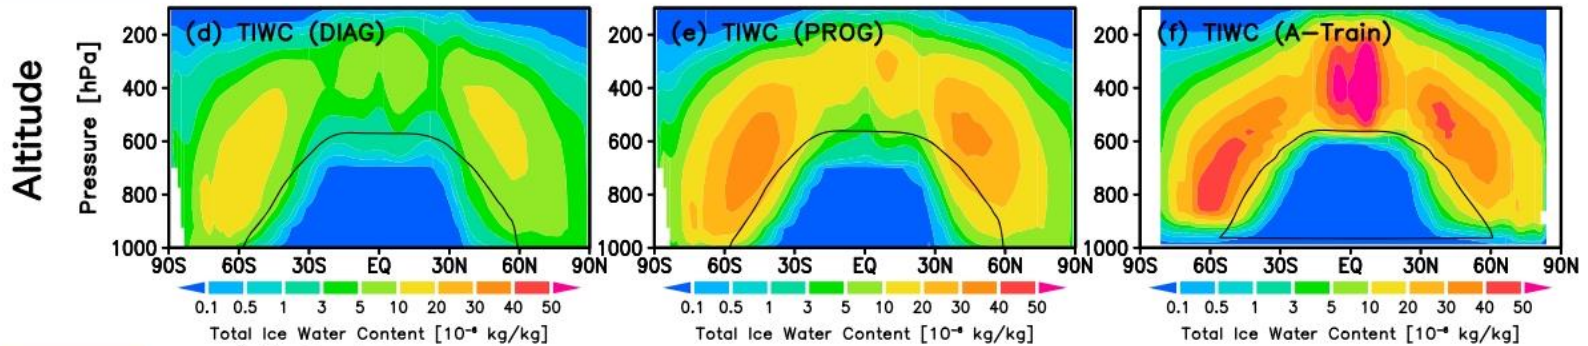 Altitude
Pressure [hPa]
(d) TIWC (DIAG)
200
400
600
800
1000
90S 60S 30S EQ 30N 60N 90N
0.1 0.5 1 3 5 10 20 30 40 50
Total Ice Water Content [10⁻⁶ kg/kg]
(e) TIWC (PROG)
200
400
600
800
1000
90S 60S 30S EQ 30N 60N 90N
0.1 0.5 1 3 5 10 20 30 40 50
Total Ice Water Content [10⁻⁶ kg/kg]
(f) TIWC (A-Train)
200
400
600
800
1000
90S 60S 30S EQ 30N 60N 90N
0.1 0.5 1 3 5 10 20 30 40 50
Total Ice Water Content [10⁻⁶ kg/kg]